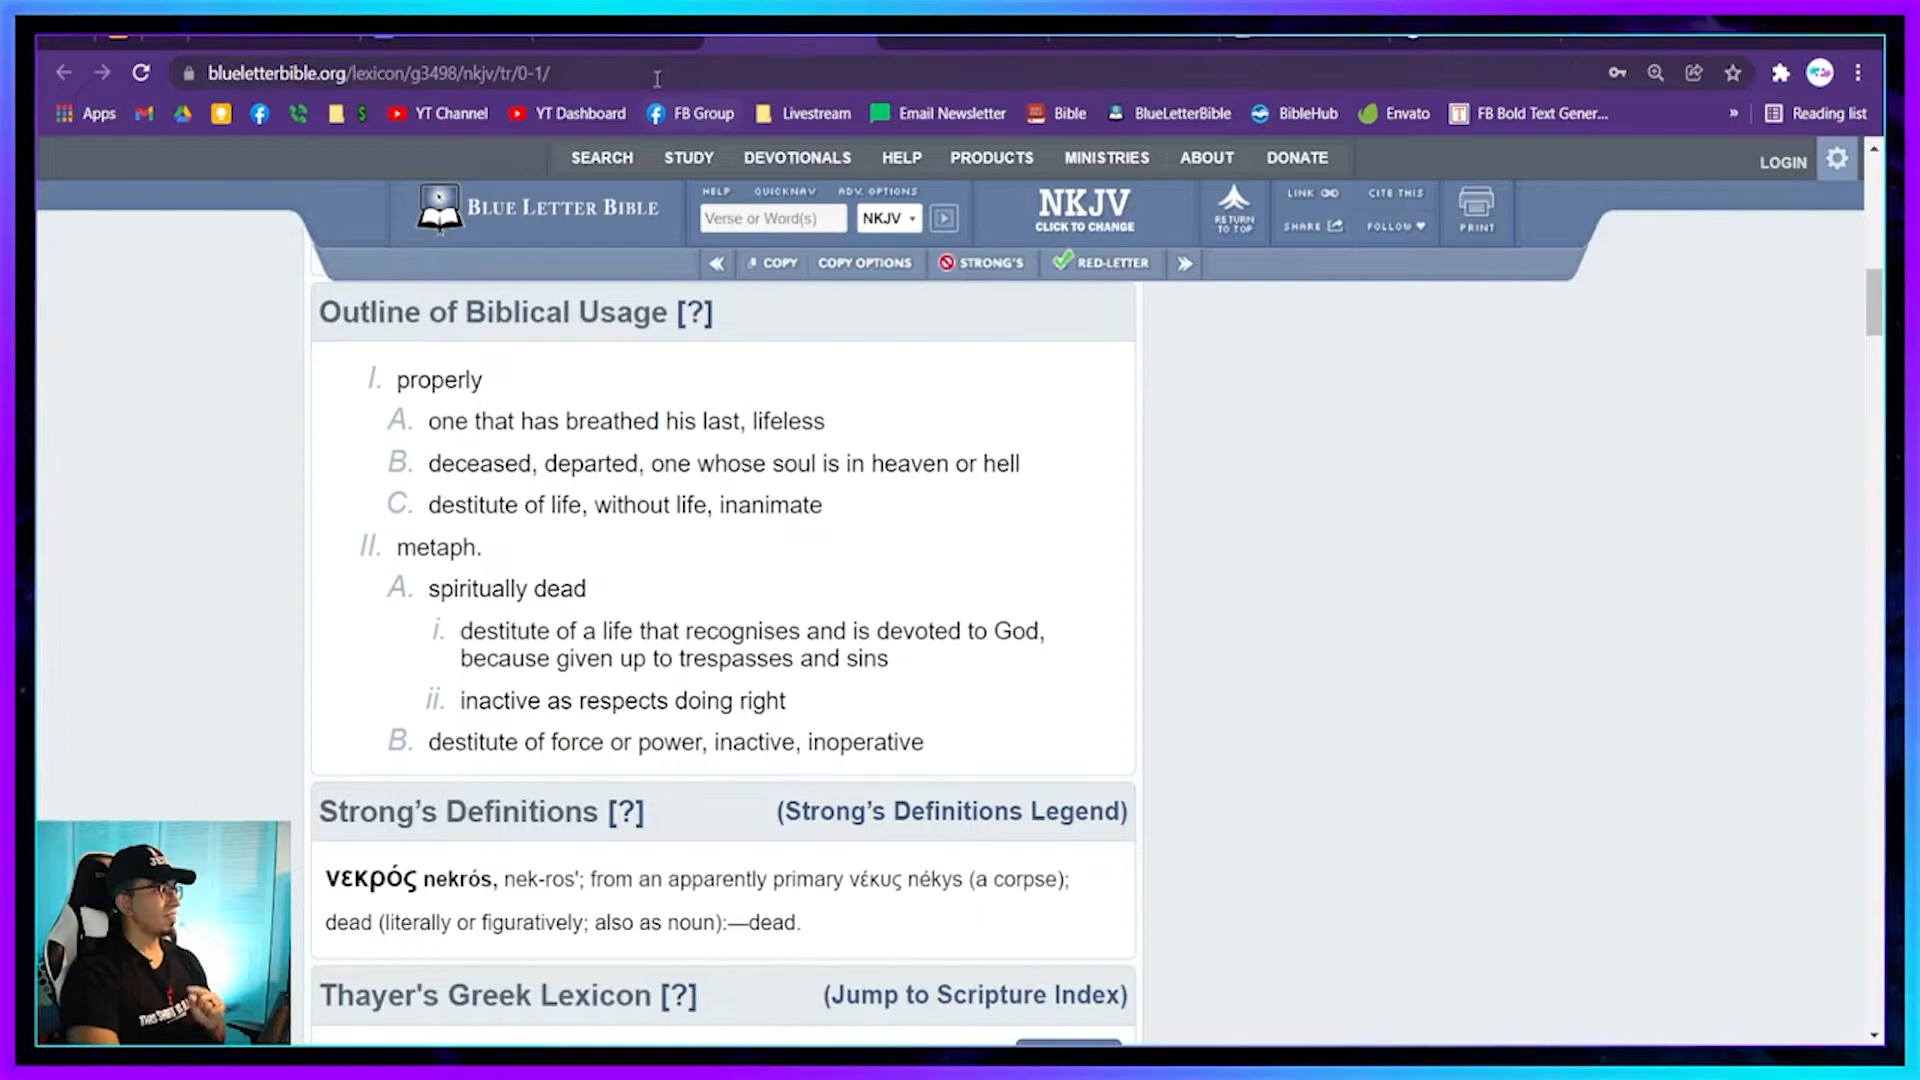 blueletterbible.org/lexicon/g3498/nkjv/tr/0-1/
Apps $ YT Channel YT Dashboard FB Group Livestream Email Newsletter Bible BlueLetterBible BibleHub Envato FB Bold Text Gener... » Reading list
SEARCH STUDY DEVOTIONALS HELP PRODUCTS MINISTRIES ABOUT DONATE LOGIN
HELP QUICKNAV ADV. OPTIONS
BLUE LETTER BIBLE
Verse or Word(s) NKJV
NKJV
CLICK TO CHANGE
RETURN
TO TOP
LINK CITE THIS
SHARE FOLLOW
PRINT
COPY COPY OPTIONS STRONG'S RED-LETTER
Outline of Biblical Usage [?]
I. properly
A. one that has breathed his last, lifeless
B. deceased, departed, one whose soul is in heaven or hell
C. destitute of life, without life, inanimate
II. metaph.
A. spiritually dead
i. destitute of a life that recognises and is devoted to God,
because given up to trespasses and sins
ii. inactive as respects doing right
B. destitute of force or power, inactive, inoperative
Strong's Definitions [?] (Strong's Definitions Legend)
νεκρός nekrós, nek-ros'; from an apparently primary νέκυς nékys (a corpse);
dead (literally or figuratively; also as noun):—dead.
Thayer's Greek Lexicon [?] (Jump to Scripture Index)